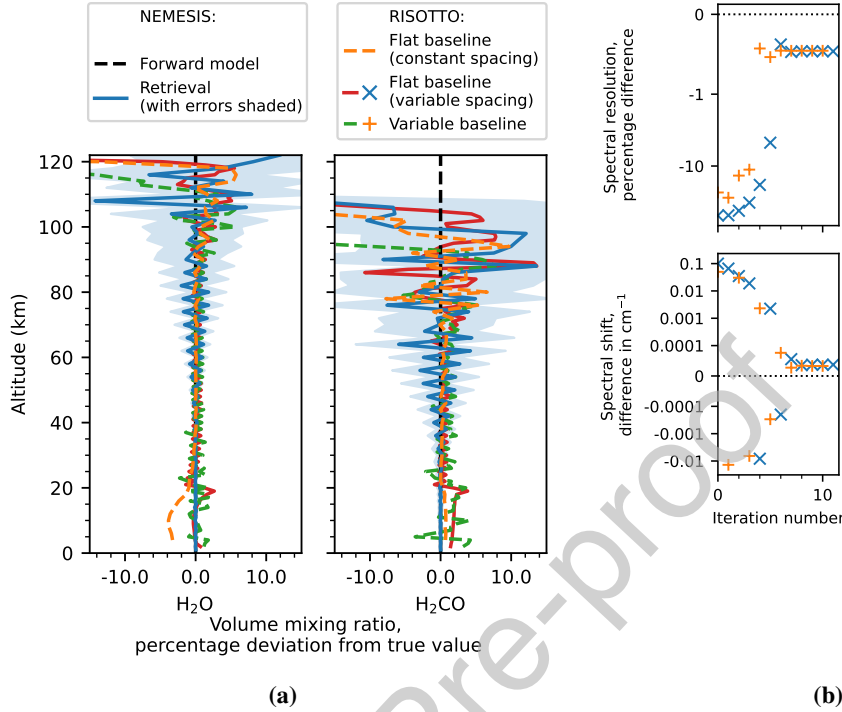 NEMESIS:
Forward model
Retrieval
(with errors shaded)
RISOTTO:
Flat baseline
(constant spacing)
Flat baseline
(variable spacing)
Variable baseline
Altitude (km)
120
100
80
60
40
20
0
-10.0 0.0 10.0
H₂O
-10.0 0.0 10.0
H₂CO
Volume mixing ratio,
percentage deviation from true value
(a)
Spectral resolution,
percentage difference
0
-1
-10
Spectral shift,
difference in cm⁻¹
0.1
0.01
0.001
0.0001
0
-0.0001
-0.001
-0.01
0 10
Iteration number
(b)
Pre-proof